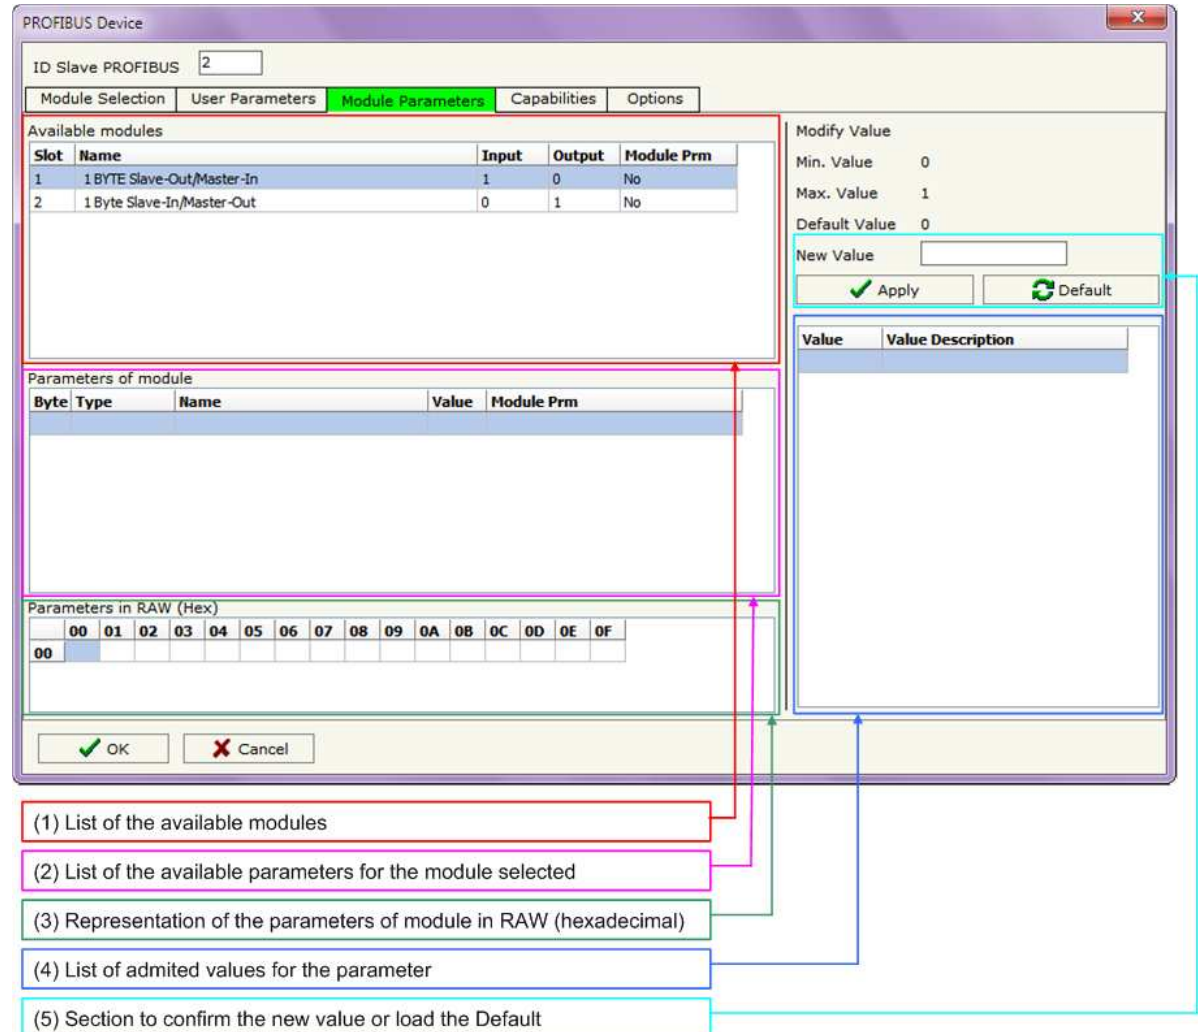 PROFIBUS Device
x
ID Slave PROFIBUS 2
Module Selection User Parameters Module Parameters Capabilities Options
Available modules
Slot Name Input Output Module Prm
1 1 BYTE Slave-Out/Master-In 1 0 No
2 1 Byte Slave-In/Master-Out 0 1 No
Modify Value
Min. Value 0
Max. Value 1
Default Value 0
New Value
Apply Default
Value Value Description
Parameters of module
Byte Type Name Value Module Prm
Parameters in RAW (Hex)
00 01 02 03 04 05 06 07 08 09 0A 0B 0C 0D 0E 0F
00
OK Cancel
(1) List of the available modules
(2) List of the available parameters for the module selected
(3) Representation of the parameters of module in RAW (hexadecimal)
(4) List of admited values for the parameter
(5) Section to confirm the new value or load the Default